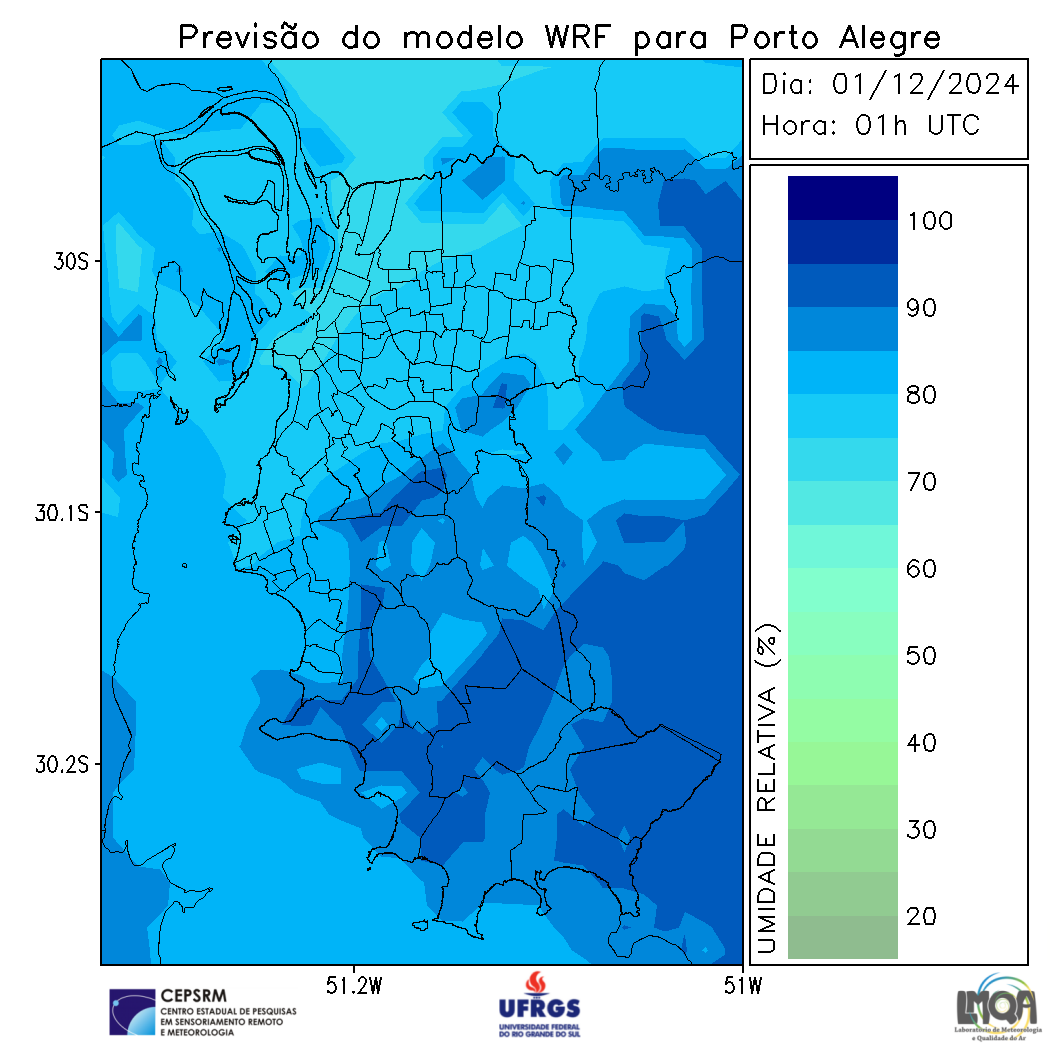 Previsão do modelo WRF para Porto Alegre
Dia: 01/12/2024
Hora: 01h UTC
30S
30.1S
30.2S
51.2W
51W
100
90
80
70
60
50
40
30
20
UMIDADE RELATIVA (%)
CEPSRM
CENTRO ESTADUAL DE PESQUISAS
EM SENSORIAMENTO REMOTO
E METEOROLOGIA
UFRGS
UNIVERSIDADE FEDERAL
DO RIO GRANDE DO SUL
LMQA
Laboratório de Meteorologia
e Qualidade do Ar